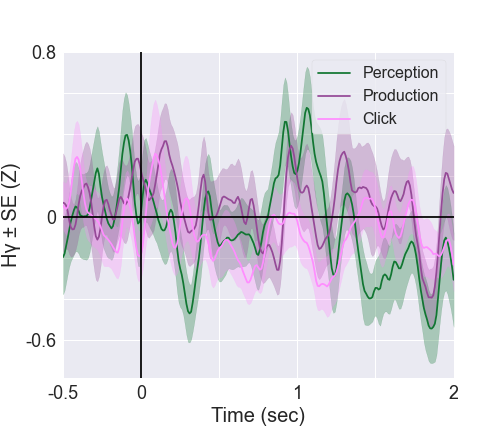 0.8
Perception
Production
Click
Hγ ± SE (Z)
0
-0.6
-0.5
0
1
2
Time (sec)